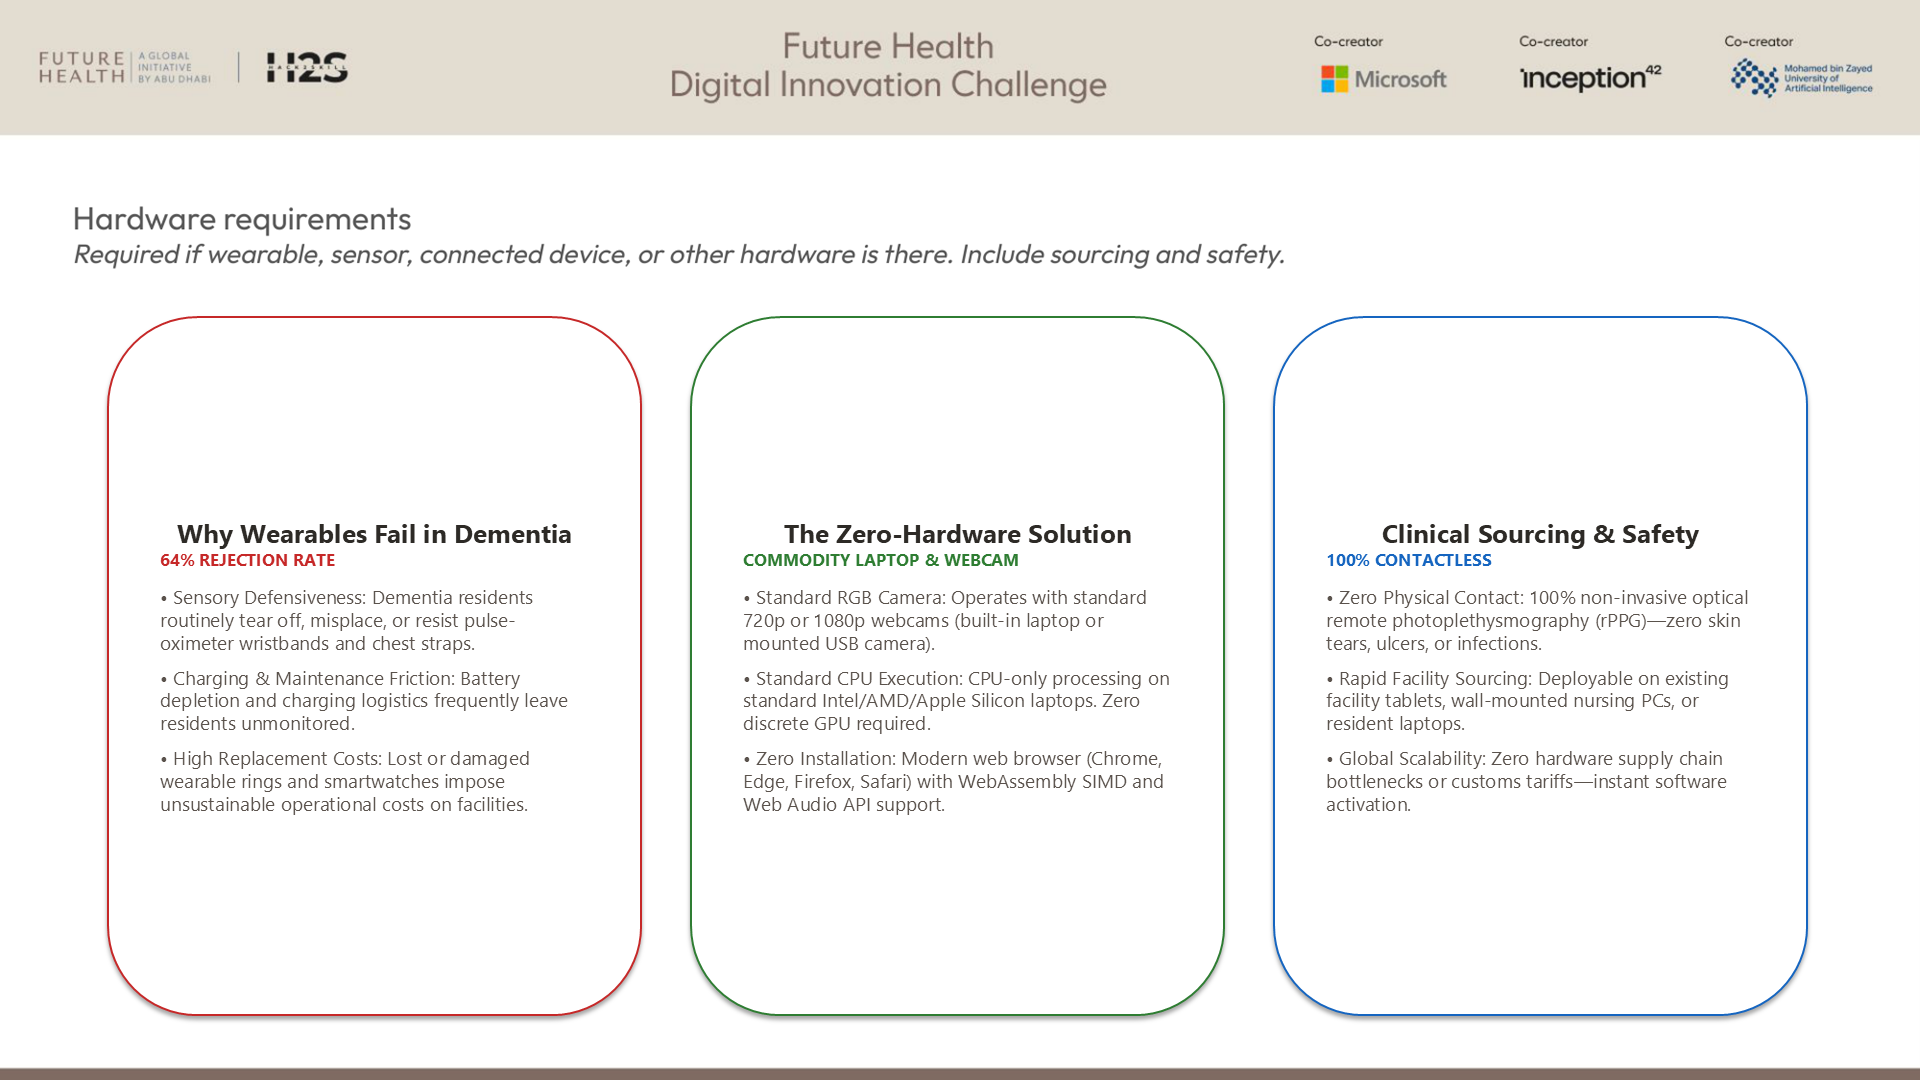 FUTURE HEALTH
A GLOBAL INITIATIVE BY ABU DHABI
H2S
HACK2SKILL
Future Health
Digital Innovation Challenge
Co-creator
Microsoft
Co-creator
inception42
Co-creator
Mohamed bin Zayed
University of
Artificial Intelligence
Hardware requirements
Required if wearable, sensor, connected device, or other hardware is there. Include sourcing and safety.
Why Wearables Fail in Dementia
64% REJECTION RATE
• Sensory Defensiveness: Dementia residents
routinely tear off, misplace, or resist pulse-
oximeter wristbands and chest straps.
• Charging & Maintenance Friction: Battery
depletion and charging logistics frequently leave
residents unmonitored.
• High Replacement Costs: Lost or damaged
wearable rings and smartwatches impose
unsustainable operational costs on facilities.
The Zero-Hardware Solution
COMMODITY LAPTOP & WEBCAM
• Standard RGB Camera: Operates with standard
720p or 1080p webcams (built-in laptop or
mounted USB camera).
• Standard CPU Execution: CPU-only processing on
standard Intel/AMD/Apple Silicon laptops. Zero
discrete GPU required.
• Zero Installation: Modern web browser (Chrome,
Edge, Firefox, Safari) with WebAssembly SIMD and
Web Audio API support.
Clinical Sourcing & Safety
100% CONTACTLESS
• Zero Physical Contact: 100% non-invasive optical
remote photoplethysmography (rPPG)—zero skin
tears, ulcers, or infections.
• Rapid Facility Sourcing: Deployable on existing
facility tablets, wall-mounted nursing PCs, or
resident laptops.
• Global Scalability: Zero hardware supply chain
bottlenecks or customs tariffs—instant software
activation.